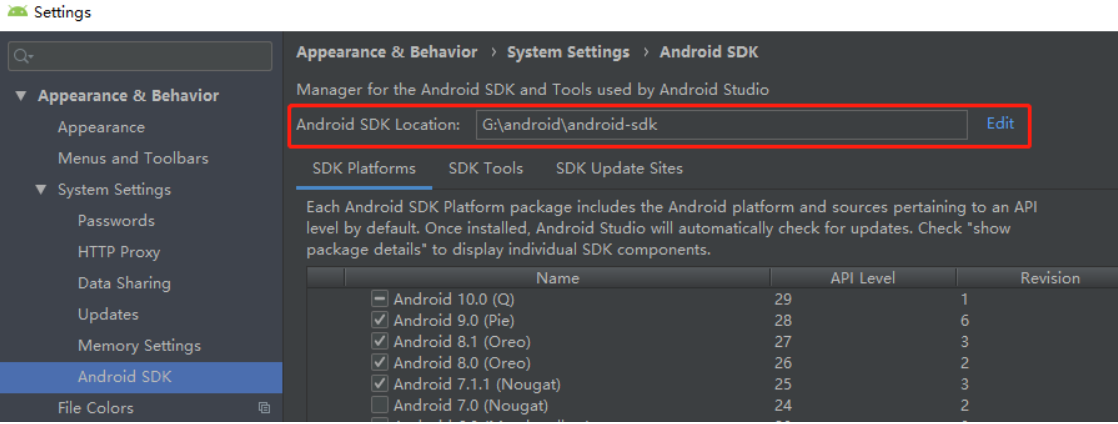 Settings
Appearance & Behavior › System Settings › Android SDK
Manager for the Android SDK and Tools used by Android Studio
Android SDK Location: G:\android\android-sdk Edit
Appearance & Behavior
Appearance
Menus and Toolbars
System Settings
Passwords
HTTP Proxy
Data Sharing
Updates
Memory Settings
Android SDK
File Colors
SDK Platforms SDK Tools SDK Update Sites
Each Android SDK Platform package includes the Android platform and sources pertaining to an API
level by default. Once installed, Android Studio will automatically check for updates. Check "show
package details" to display individual SDK components.
Name API Level Revision
Android 10.0 (Q) 29 1
Android 9.0 (Pie) 28 6
Android 8.1 (Oreo) 27 3
Android 8.0 (Oreo) 26 2
Android 7.1.1 (Nougat) 25 3
Android 7.0 (Nougat) 24 2